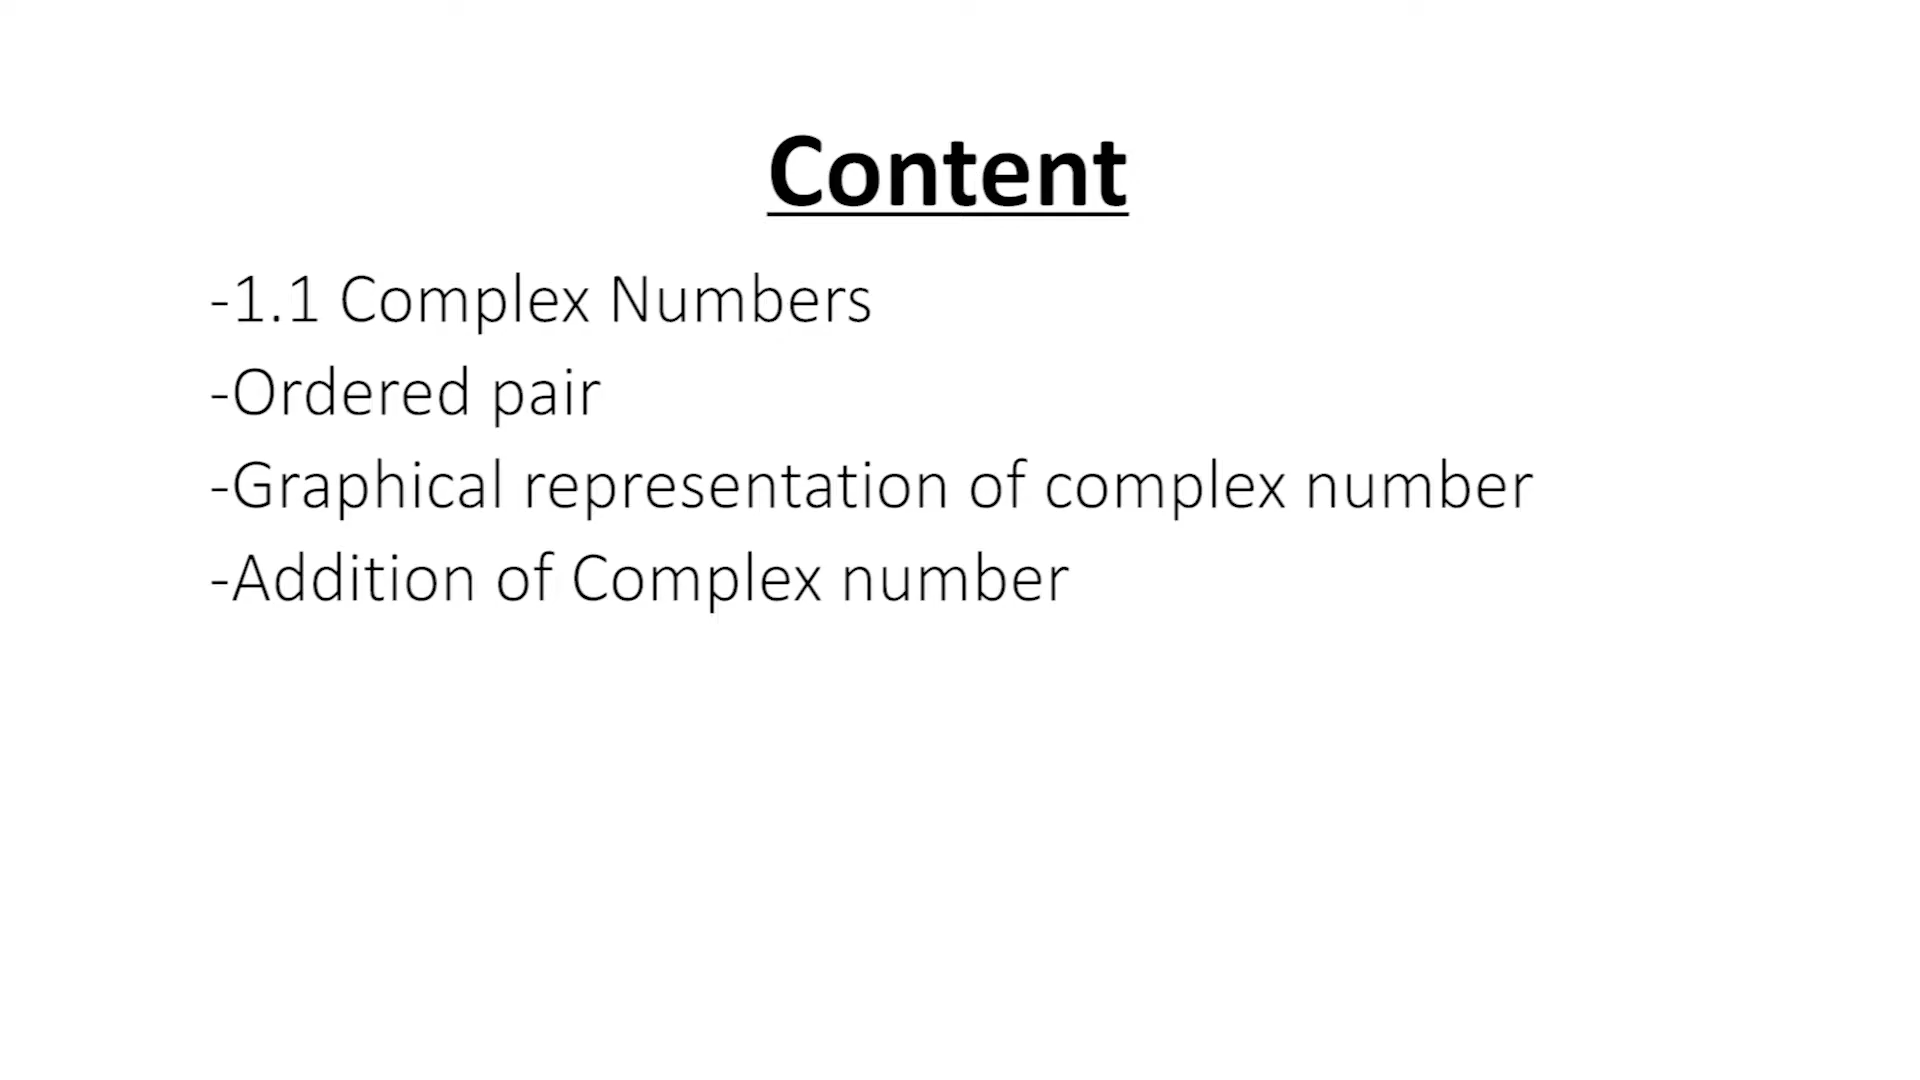 Content
-1.1 Complex Numbers
-Ordered pair
-Graphical representation of complex number
-Addition of Complex number